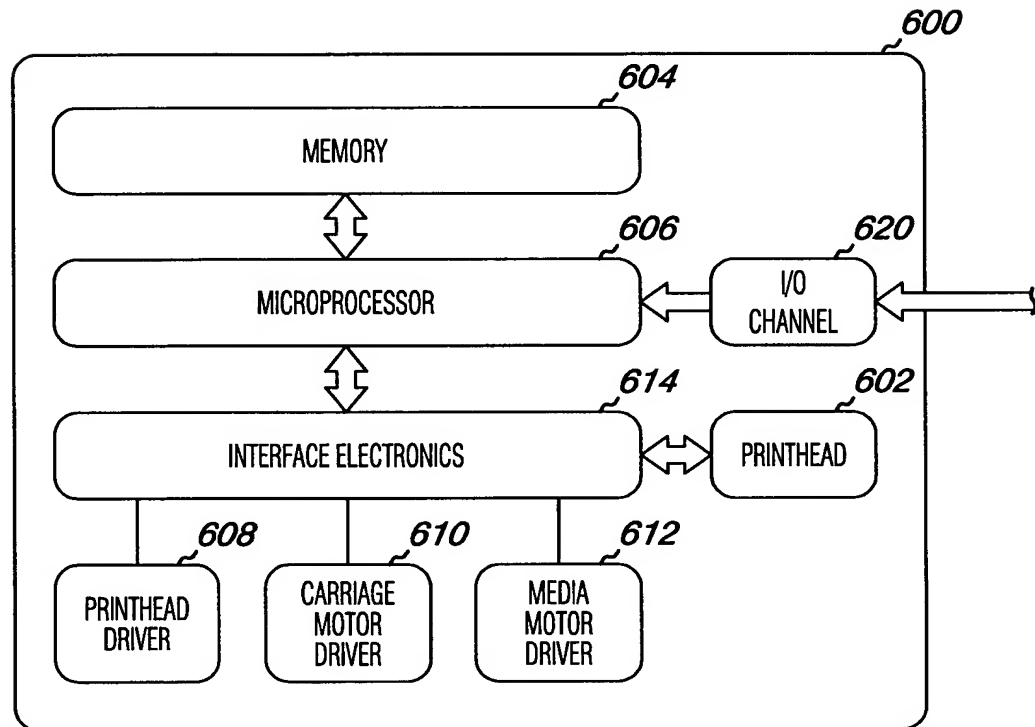 600
604
MEMORY
606
MICROPROCESSOR
620
I/O
CHANNEL
614
INTERFACE ELECTRONICS
602
PRINTHEAD
608
PRINTHEAD
DRIVER
610
CARRIAGE
MOTOR
DRIVER
612
MEDIA
MOTOR
DRIVER